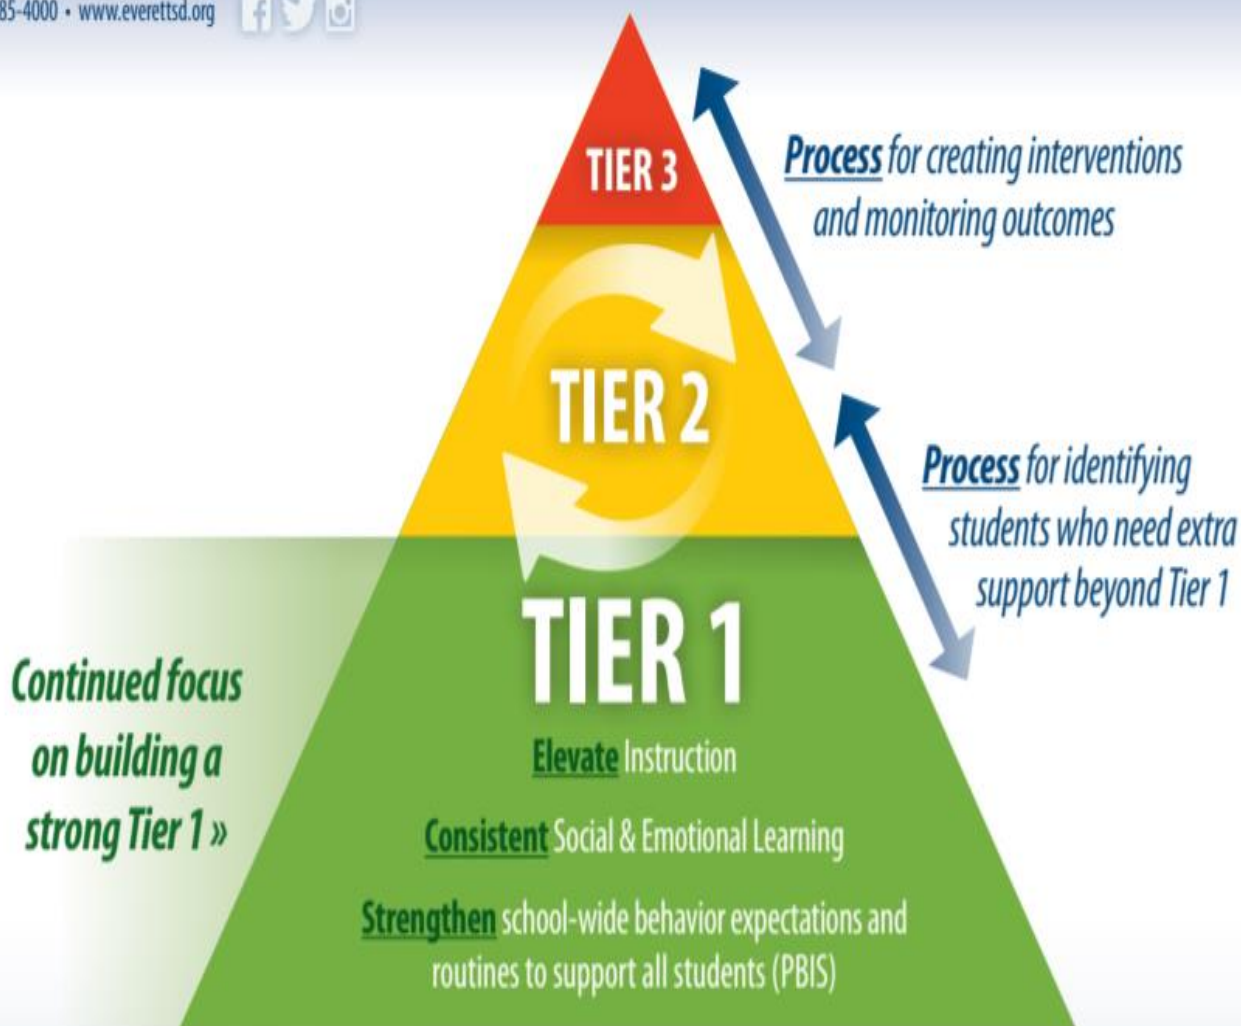 85-4000 • www.everettsd.org
TIER 3
Process for creating interventions
and monitoring outcomes
TIER 2
Process for identifying
students who need extra
support beyond Tier 1
TIER 1
Continued focus
on building a
strong Tier 1 »
Elevate Instruction
Consistent Social & Emotional Learning
Strengthen school-wide behavior expectations and
routines to support all students (PBIS)